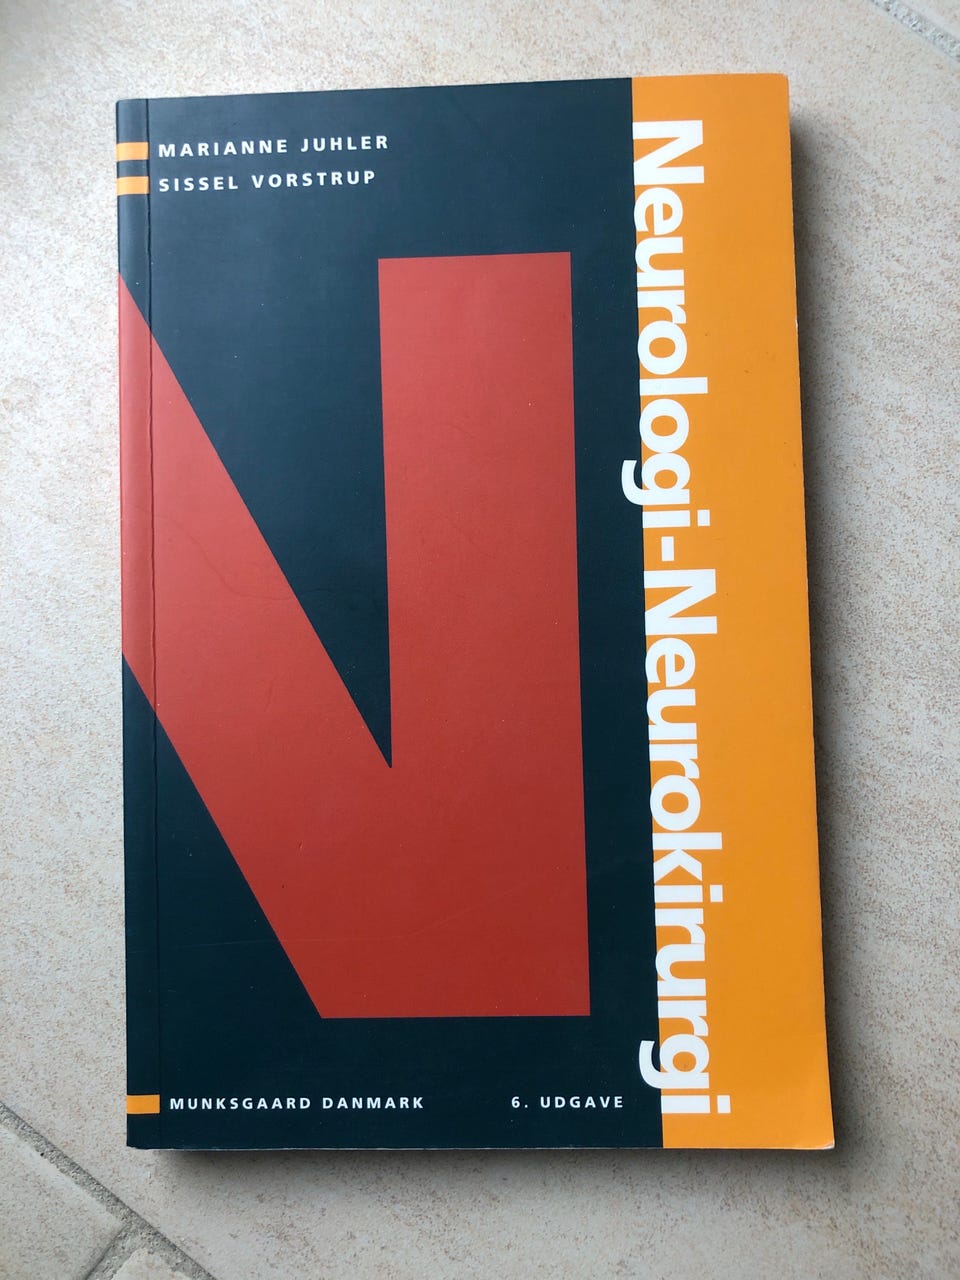 MARIANNE JUHLER
SISSEL VORSTRUP
Neurologi-Neurokirurgi
MUNKSGAARD DANMARK
6. UDGAVE